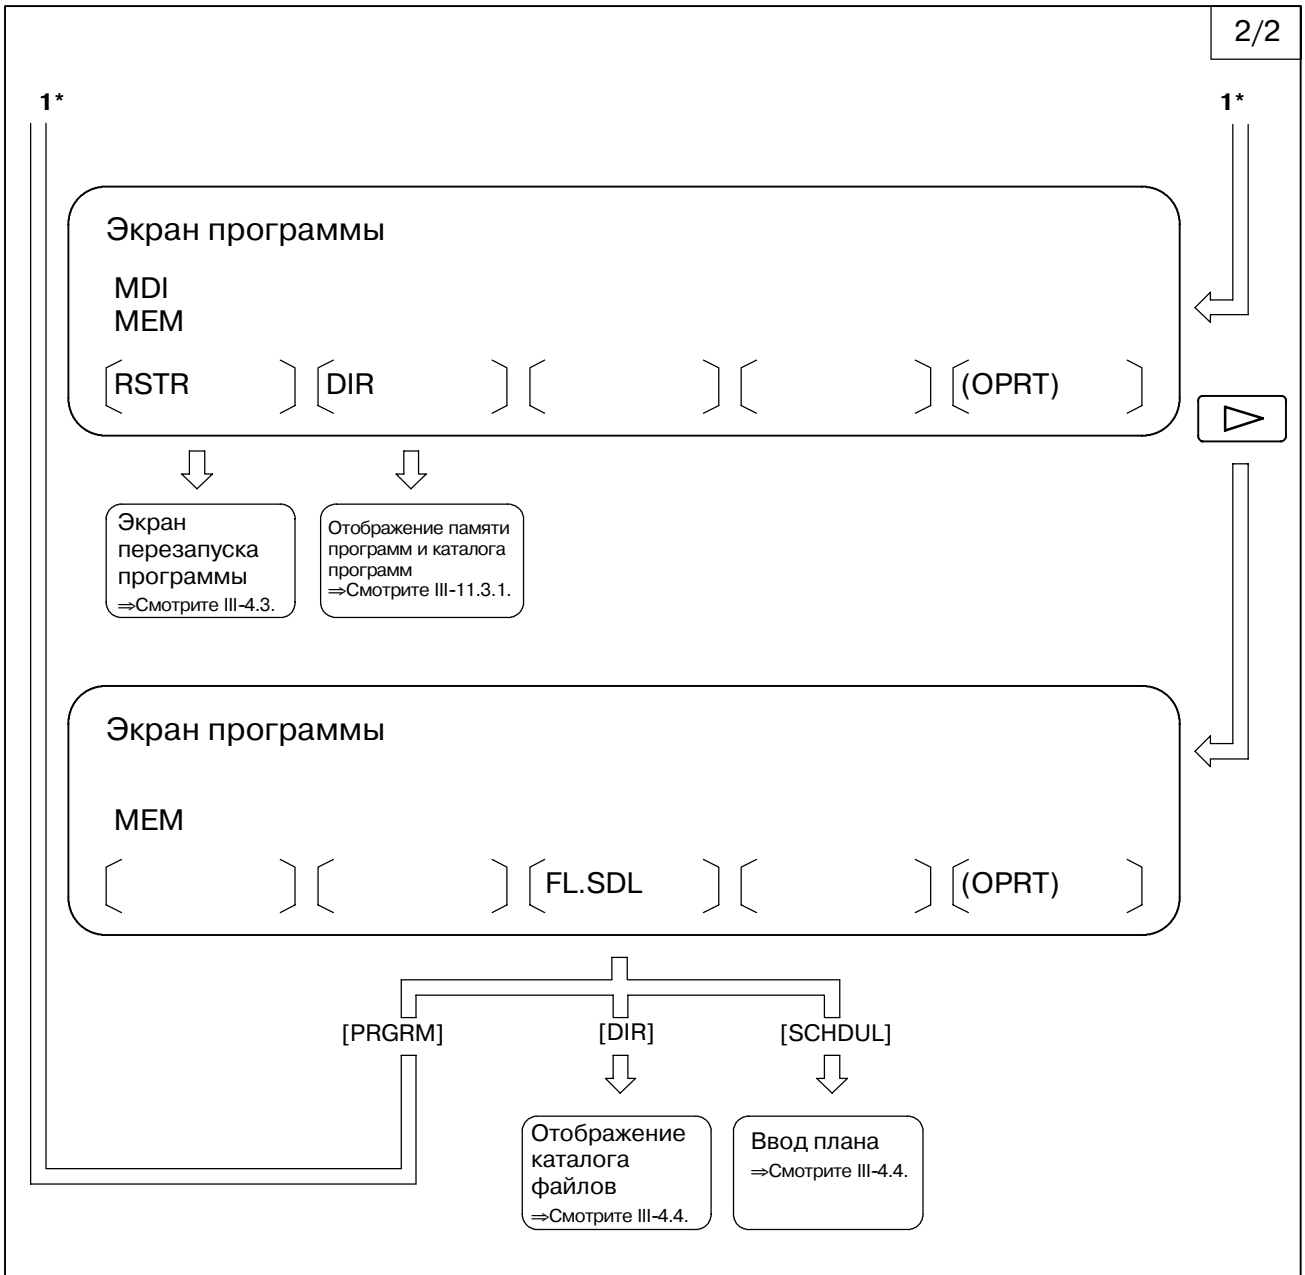 2/2
1* 1*
Экран программы
MDI
MEM
RSTR DIR (OPRT)
Экран
перезапуска
программы
⇒Смотрите III-4.3.
Отображение памяти
программ и каталога
программ
⇒Смотрите III-11.3.1.
Экран программы
MEM
FL.SDL (OPRT)
[PRGRM] [DIR] [SCHDUL]
Отображение
каталога
файлов
⇒Смотрите III-4.4.
Ввод плана
⇒Смотрите III-4.4.